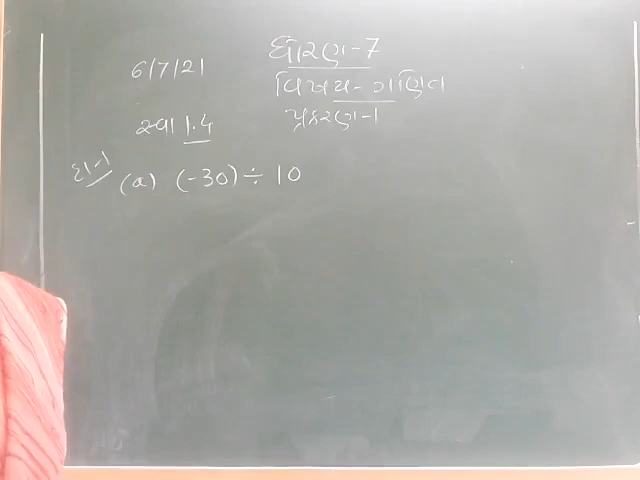 ધોરણ-7
6/7/21
વિષય-ગણિત
સ્વા 1.4
પ્રકરણ-1
દા-1 (a) (-30) ÷ 10